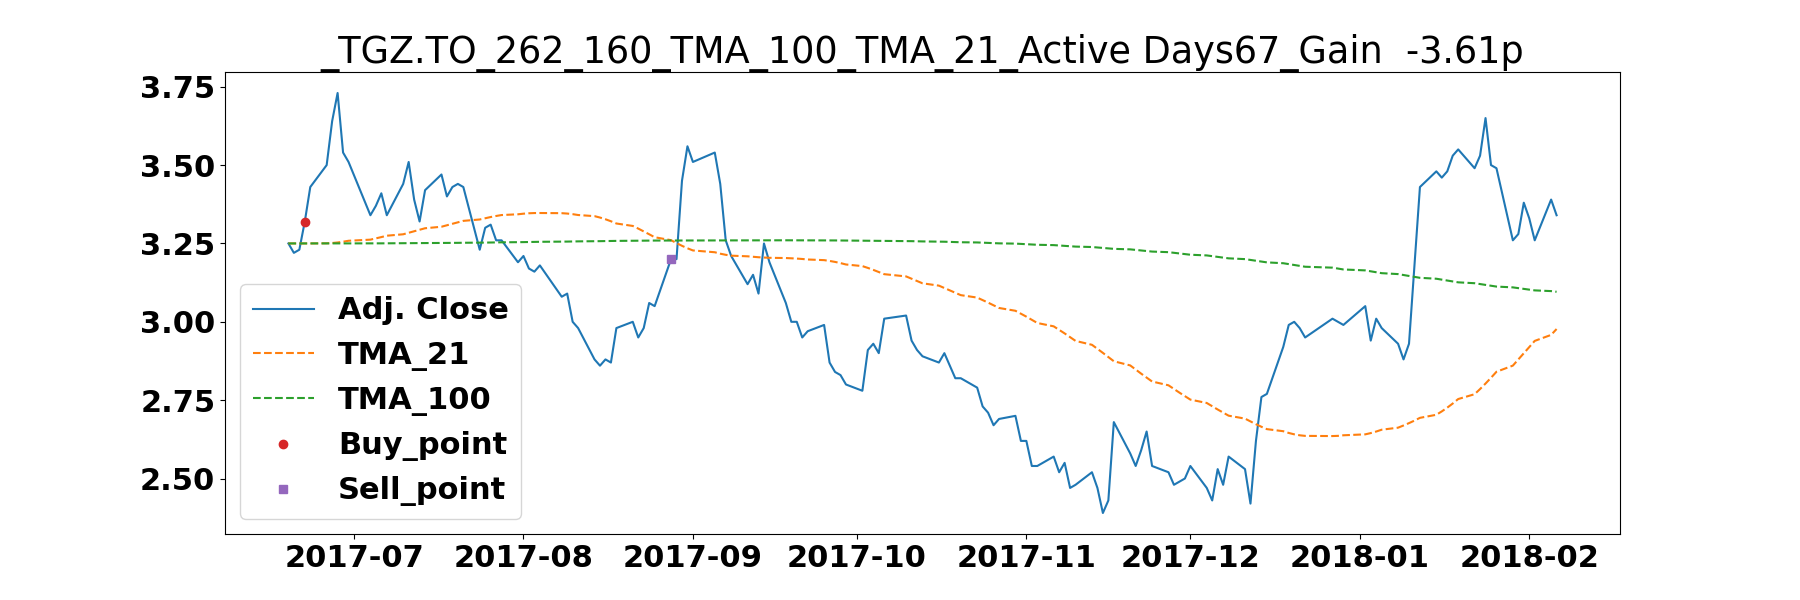 _TGZ.TO_262_160_TMA_100_TMA_21_Active Days67_Gain  -3.61p
3.75
3.50
3.25
3.00
2.75
2.50
Adj. Close
TMA_21
TMA_100
Buy_point
Sell_point
2017-07 2017-08 2017-09 2017-10 2017-11 2017-12 2018-01 2018-02